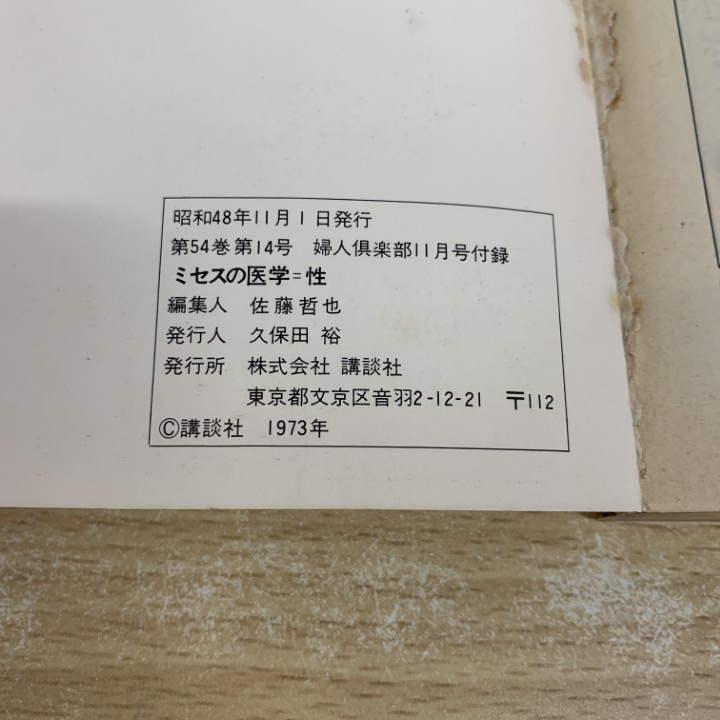 昭和48年11月1日発行
第54巻第14号 婦人倶楽部11月号付録
ミセスの医学=性
編集人 佐藤哲也
発行人 久保田 裕
発行所 株式会社 講談社
東京都文京区音羽2-12-21 〒112
©講談社 1973年